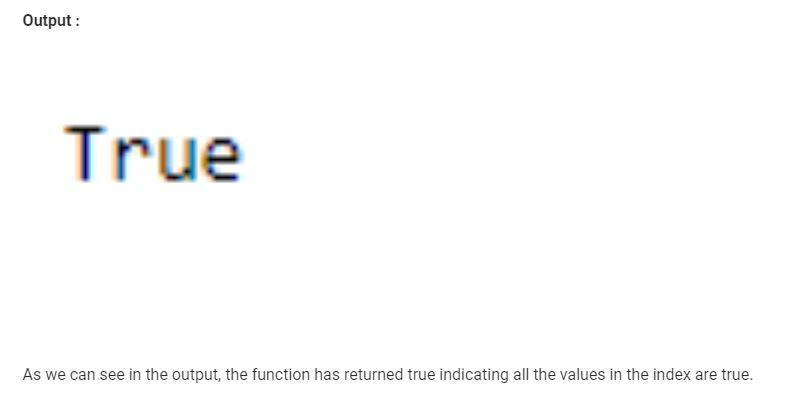 Output :
True
As we can see in the output, the function has returned true indicating all the values in the index are true.